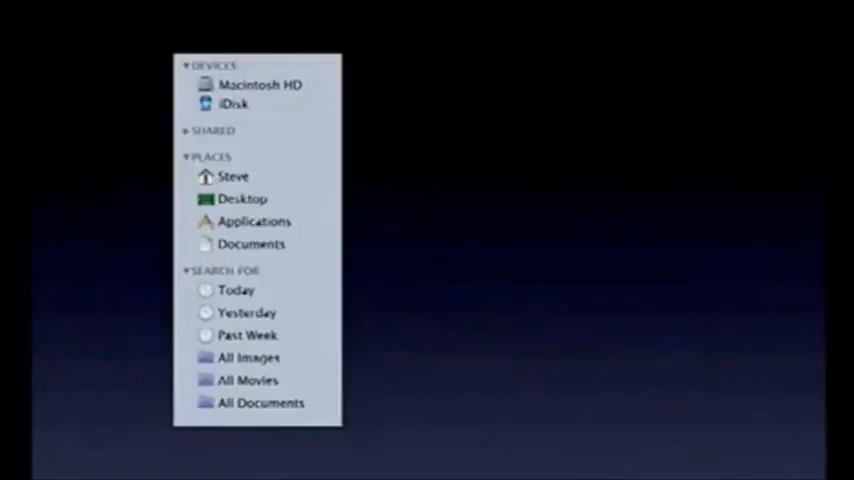 DEVICES
Macintosh HD
iDisk
SHARED
PLACES
Steve
Desktop
Applications
Documents
SEARCH FOR
Today
Yesterday
Past Week
All Images
All Movies
All Documents